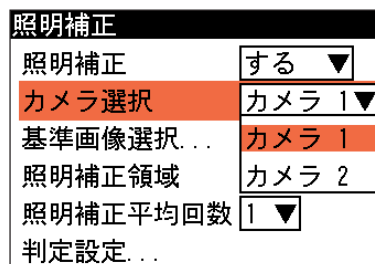 照明補正
照明補正 する ▼
カメラ選択 カメラ 1▼
基準画像選択... カメラ 1
照明補正領域 カメラ 2
照明補正平均回数 1 ▼
判定設定...